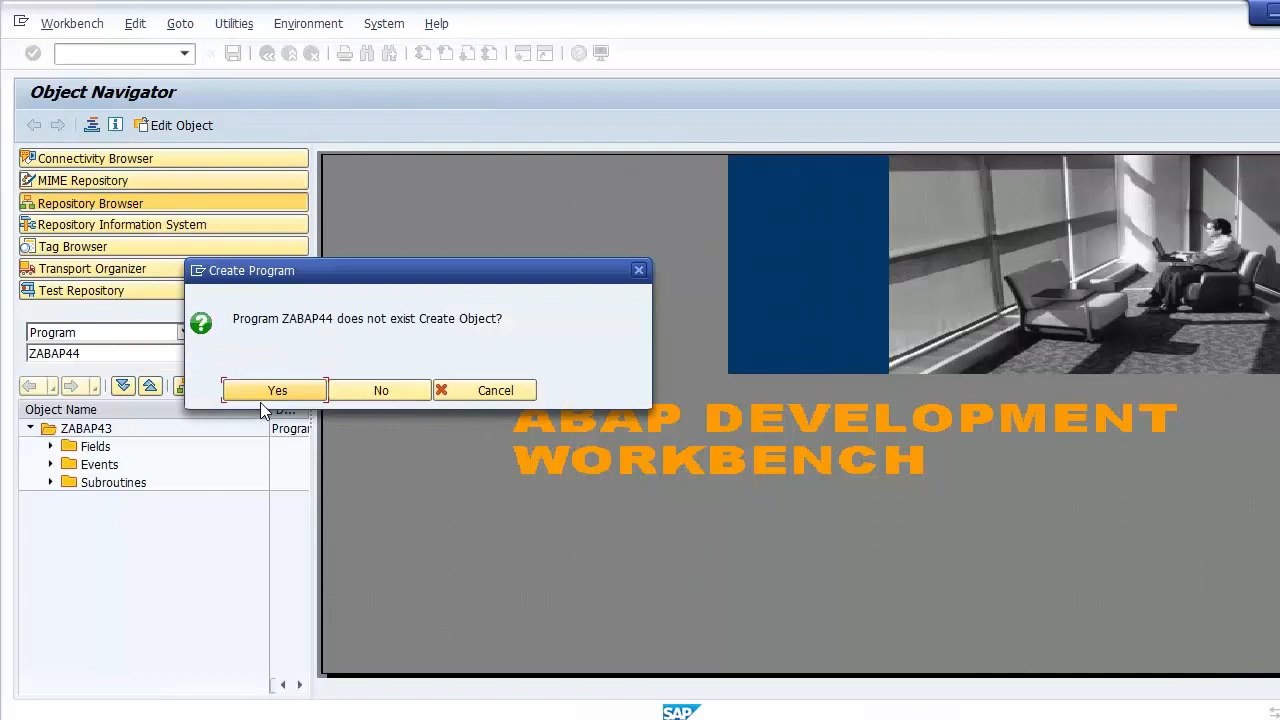 Workbench Edit Goto Utilities Environment System Help
Object Navigator
Edit Object
Connectivity Browser
MIME Repository
Repository Browser
Repository Information System
Tag Browser
Transport Organizer
Test Repository
Create Program
Program ZABAP44 does not exist Create Object?
Yes No Cancel
Program
ZABAP44
Object Name D...
ZABAP43 Progran
Fields
Events
Subroutines
ABAP DEVELOPMENT
WORKBENCH
SAP